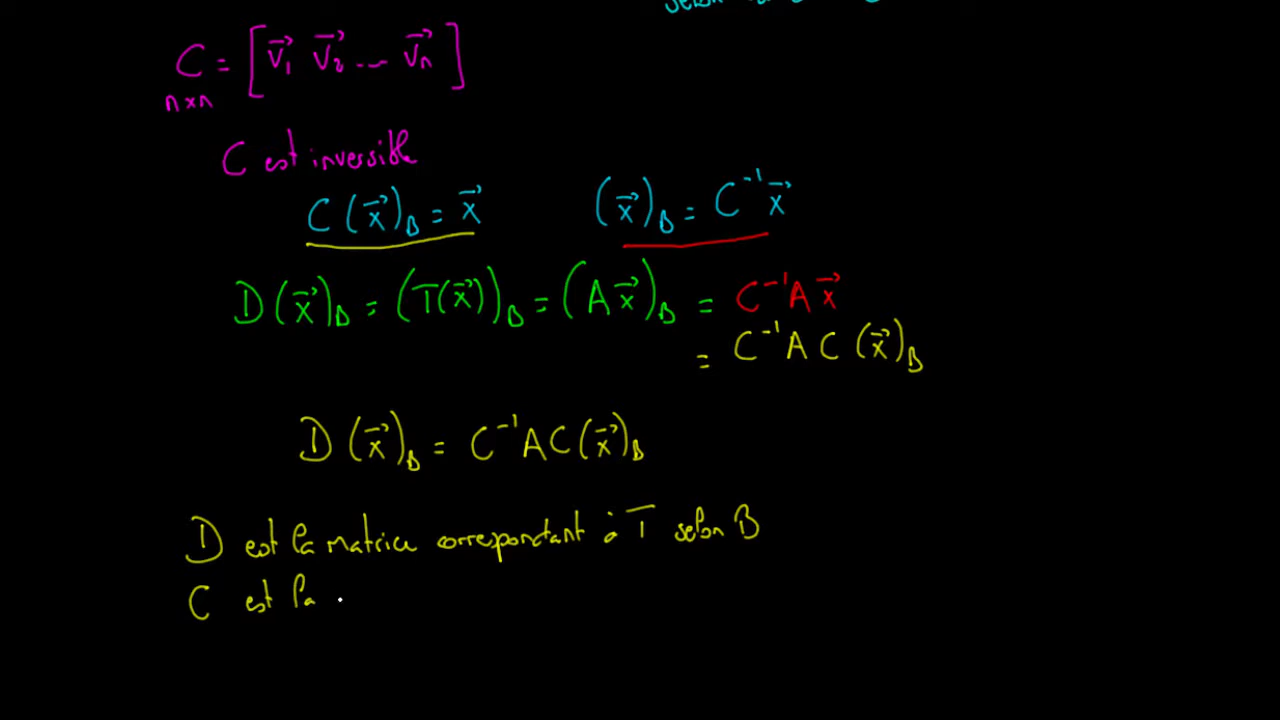 selon
C = [v⃗₁ v⃗₂ ... v⃗ₙ]
n×n
C est inversible
C (x⃗)_B = x⃗ (x⃗)_B = C⁻¹ x⃗
D (x⃗)_B = (T(x⃗))_B = (A x⃗)_B = C⁻¹ A x⃗
= C⁻¹ A C (x⃗)_B
D (x⃗)_B = C⁻¹ A C (x⃗)_B
D est la matrice correspondant à T selon B
C est la